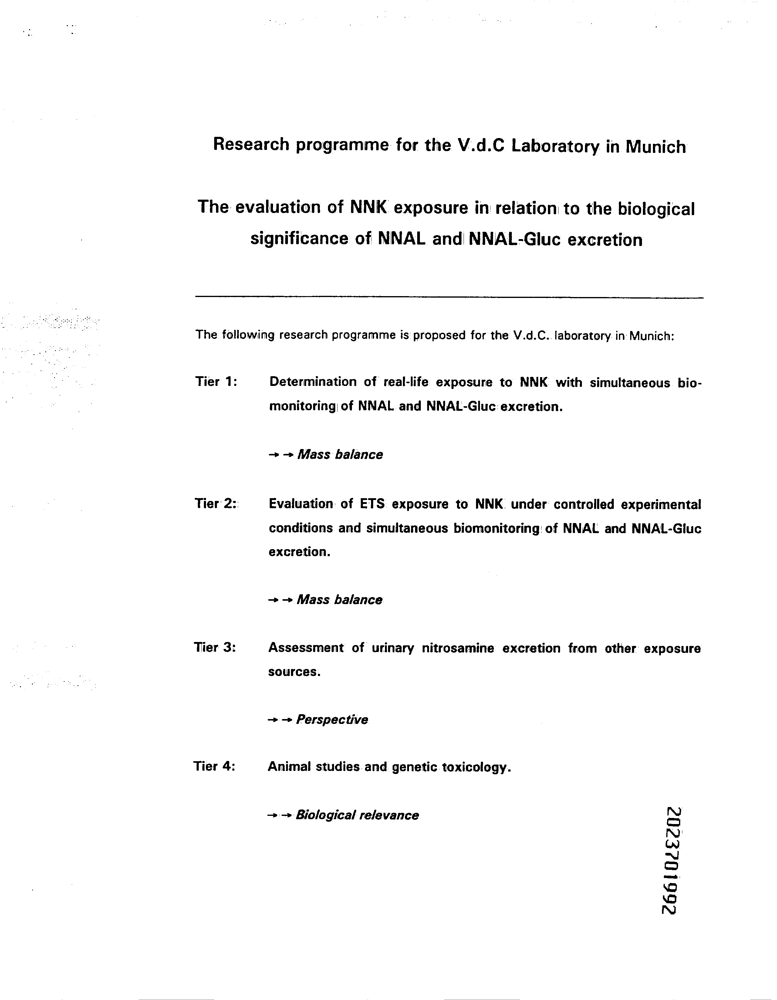 Research programme for the V.d.C Laboratory in Munich
The evaluation of NNK exposure in relation to the biological
significance of NNAL and NNAL-Gluc excretion
The following research programme is proposed for the V.d.C. laboratory in Munich:
Tier 1: Determination of real-life exposure to NNK with simultaneous bio-
monitoring of NNAL and NNAL-Gluc excretion.
→ → Mass balance
Tier 2: Evaluation of ETS exposure to NNK under controlled experimental
conditions and simultaneous biomonitoring of NNAL and NNAL-Gluc
excretion.
→ → Mass balance
Tier 3: Assessment of urinary nitrosamine excretion from other exposure
sources.
→ → Perspective
Tier 4: Animal studies and genetic toxicology.
→ → Biological relevance
2023701992